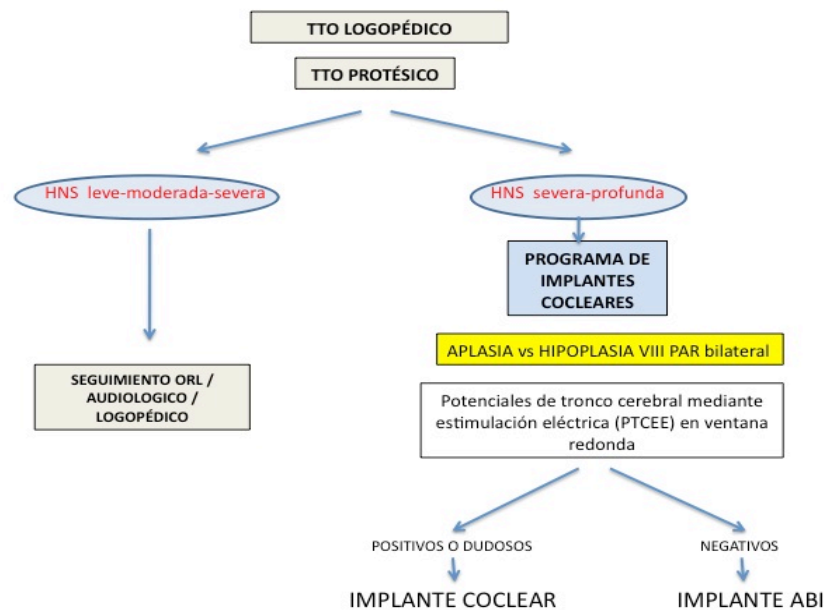 TTO LOGOPÉDICO
TTO PROTÉSICO
HNS leve-moderada-severa
HNS severa-profunda
PROGRAMA DE
IMPLANTES
COCLEARES
APLASIA vs HIPOPLASIA VIII PAR bilateral
SEGUIMIENTO ORL /
AUDIOLOGICO /
LOGOPÉDICO
Potenciales de tronco cerebral mediante
estimulación eléctrica (PTCEE) en ventana
redonda
POSITIVOS O DUDOSOS
NEGATIVOS
IMPLANTE COCLEAR
IMPLANTE ABI